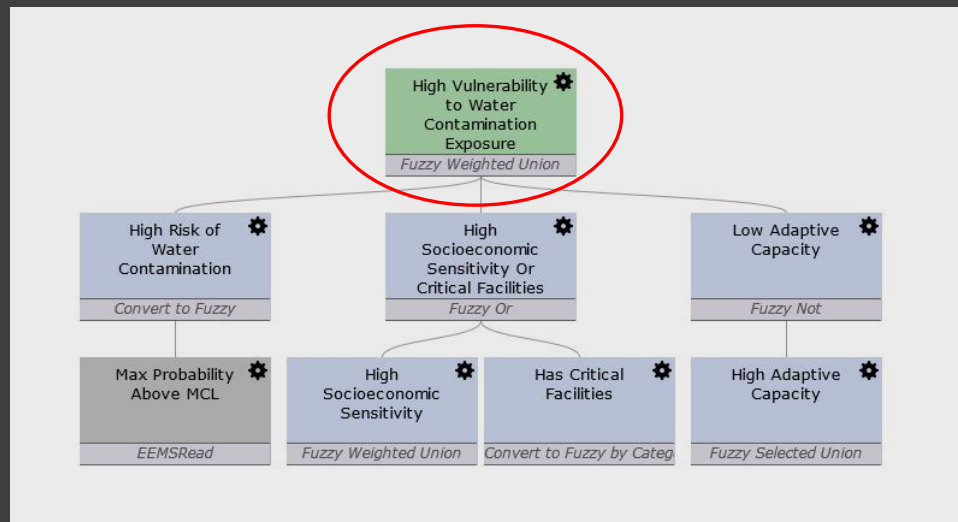 High Vulnerability
to Water
Contamination
Exposure
Fuzzy Weighted Union
High Risk of
Water
Contamination
Convert to Fuzzy
High
Socioeconomic
Sensitivity Or
Critical Facilities
Fuzzy Or
Low Adaptive
Capacity
Fuzzy Not
Max Probability
Above MCL
EEMSRead
High
Socioeconomic
Sensitivity
Fuzzy Weighted Union
Has Critical
Facilities
Convert to Fuzzy by Categ
High Adaptive
Capacity
Fuzzy Selected Union